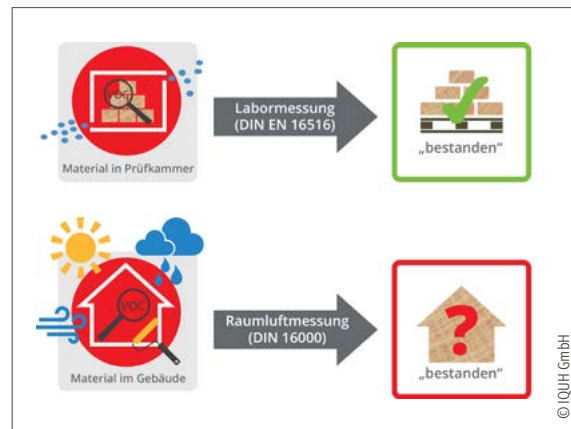 VOC
Material in Prüfkammer
Labormessung
(DIN EN 16516)
„bestanden“
VOC
Material im Gebäude
Raumluftmessung
(DIN 16000)
?
„bestanden“
© IQUH GmbH